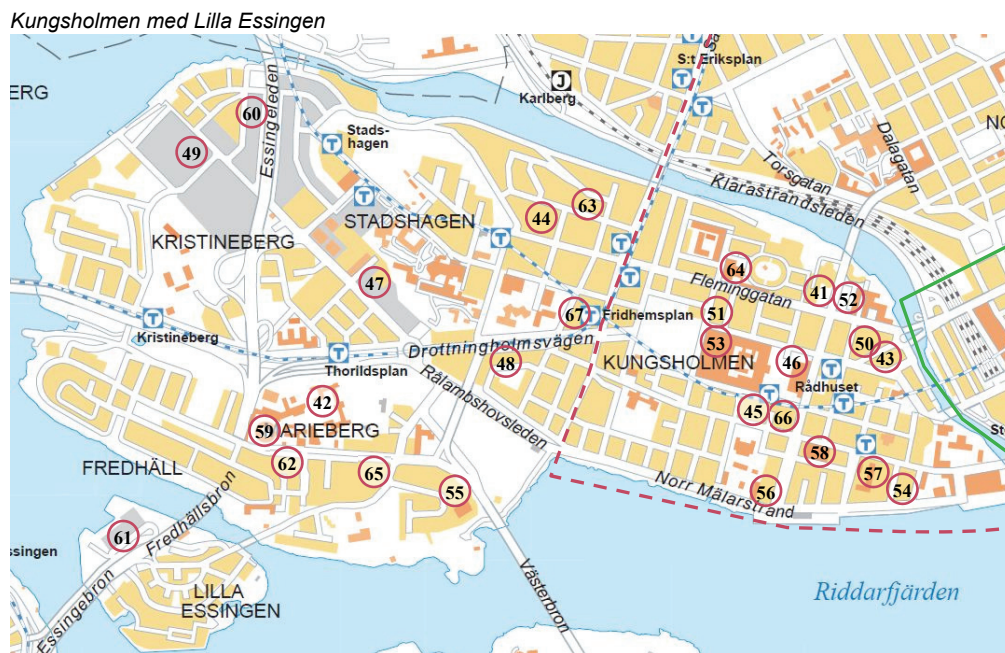 Kungsholmen med Lilla Essingen
ERG
Essingeleden
60
49
T
Stads-
hagen
T
STADSHAGEN
KRISTINEBERG
47
T
Kristineberg
T
Thorildsplan
Drottningholmsvägen
Rålambshovsleden
J
Karlberg
T
S:t Eriksplan
T
T
44
63
T
T
T
67
T
Fridhemsplan
48
Torsgatan
Dalagatan
Klarastrandsleden
NO
64
Fleminggatan
41
52
51
53
50
43
KUNGSHOLMEN
46
T
Rådhuset
T
T
45
66
58
T
57
54
56
Norr Mälarstrand
St
42
59
ARIEBERG
62
65
55
FREDHÄLL
61
Fredhällsbron
ssingen
Essingebron
LILLA
ESSINGEN
Västerbron
Riddarfjärden